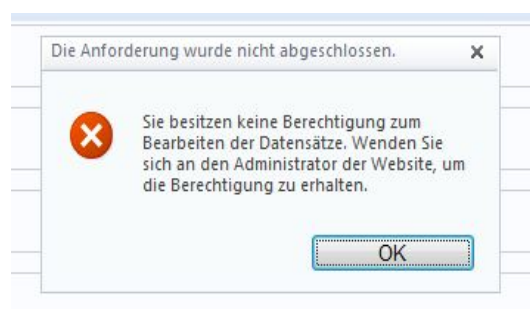 Die Anforderung wurde nicht abgeschlossen.
Sie besitzen keine Berechtigung zum
Bearbeiten der Datensätze. Wenden Sie
sich an den Administrator der Website, um
die Berechtigung zu erhalten.
OK